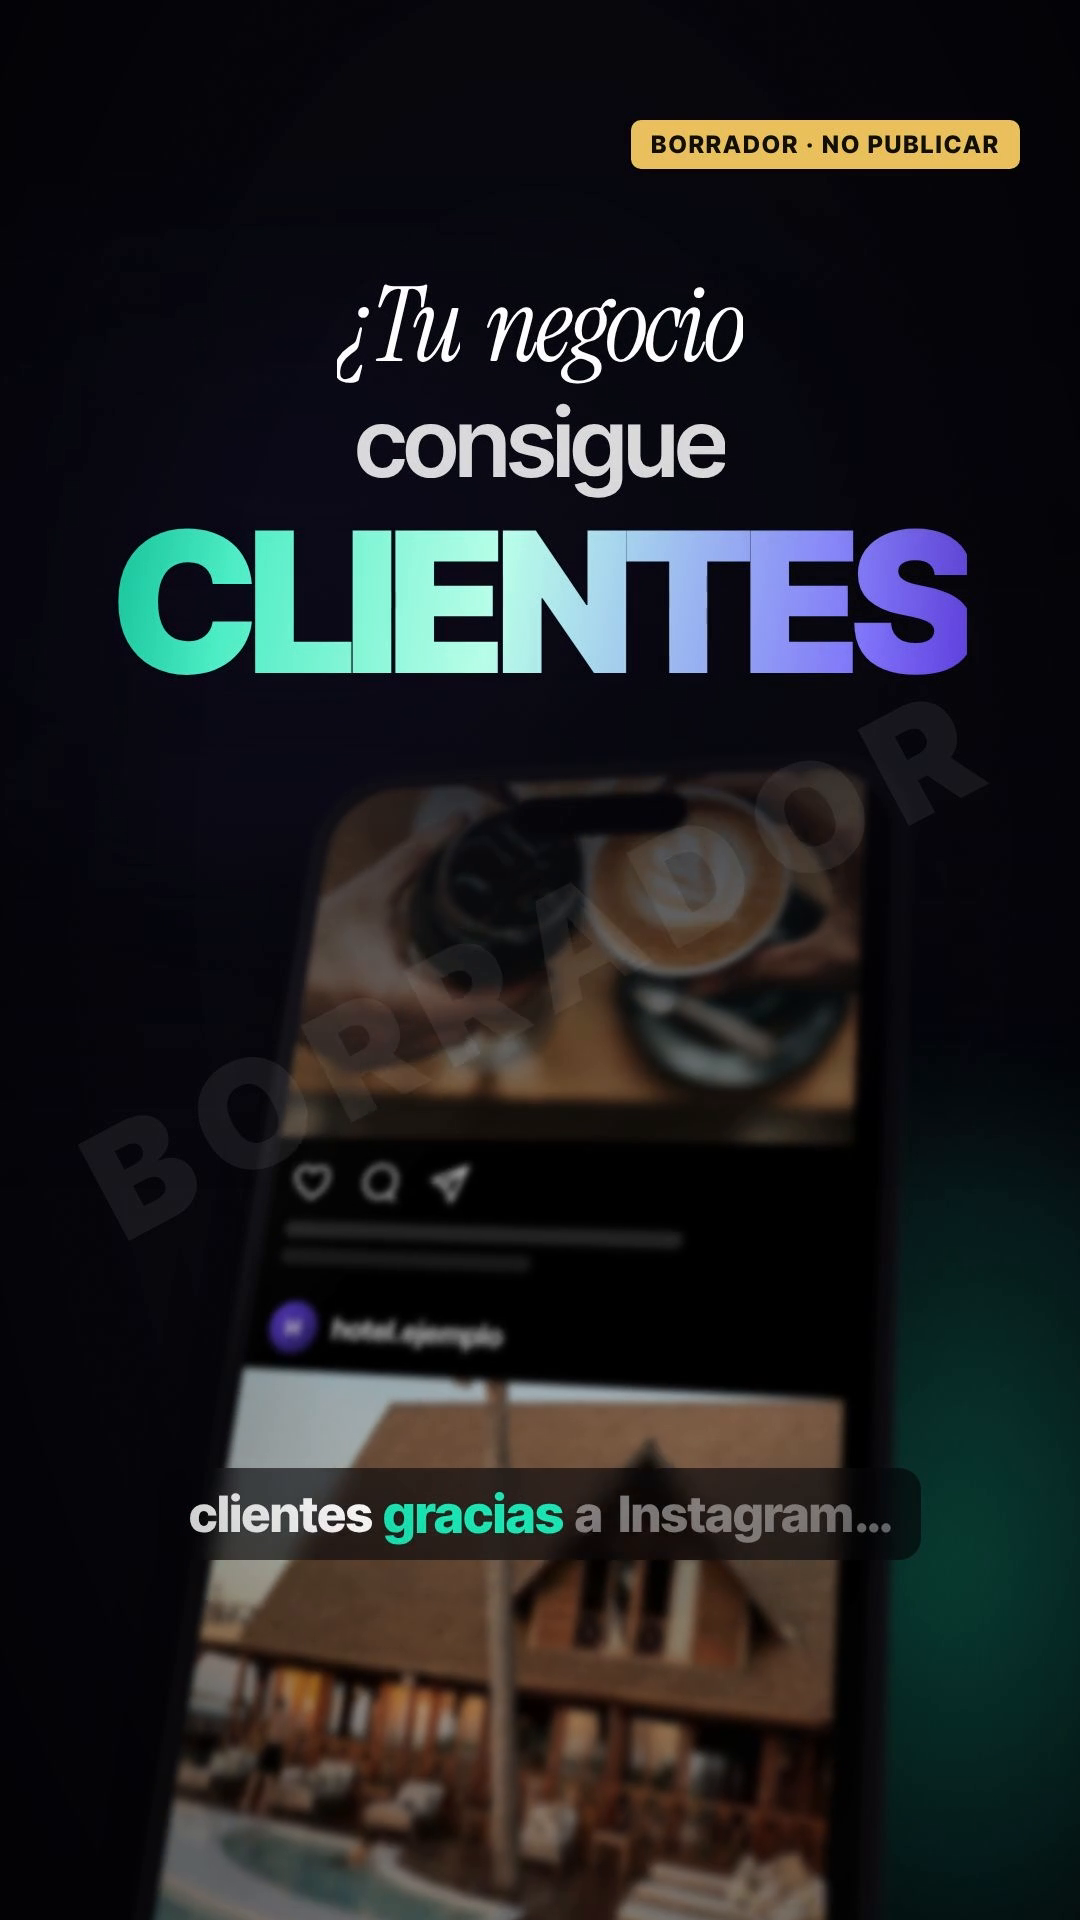 BORRADOR · NO PUBLICAR
¿Tu negocio
consigue
CLIENTES
BORRADOR
H hotel.ejemplo
clientes gracias a Instagram...